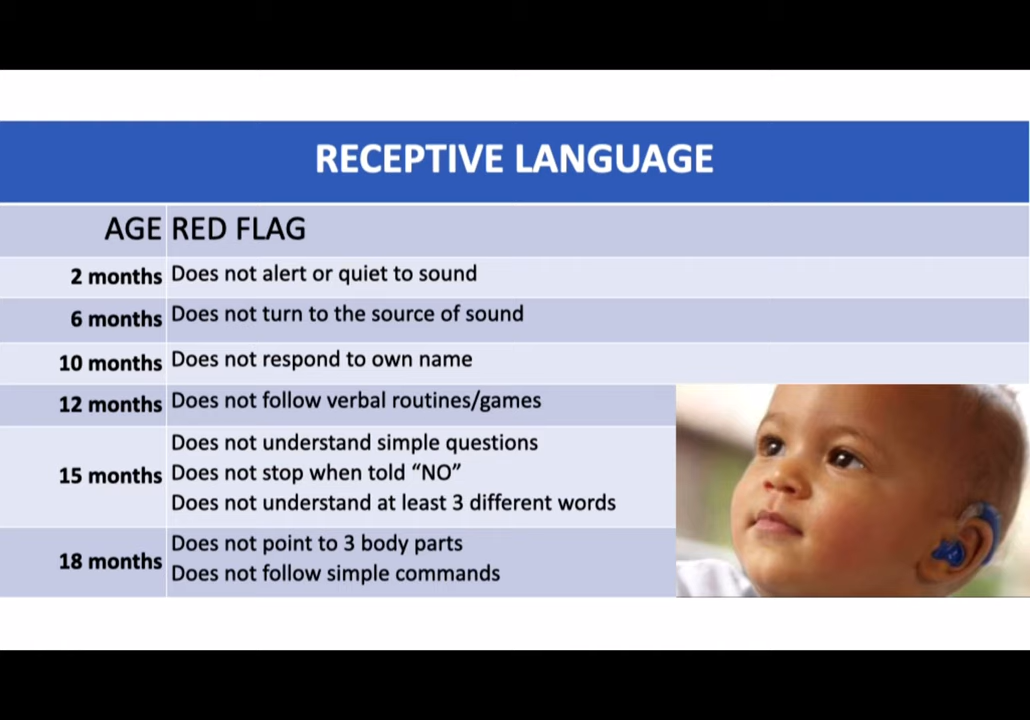 RECEPTIVE LANGUAGE
AGE RED FLAG
2 months Does not alert or quiet to sound
6 months Does not turn to the source of sound
10 months Does not respond to own name
12 months Does not follow verbal routines/games
15 months Does not understand simple questions
Does not stop when told “NO”
Does not understand at least 3 different words
18 months Does not point to 3 body parts
Does not follow simple commands